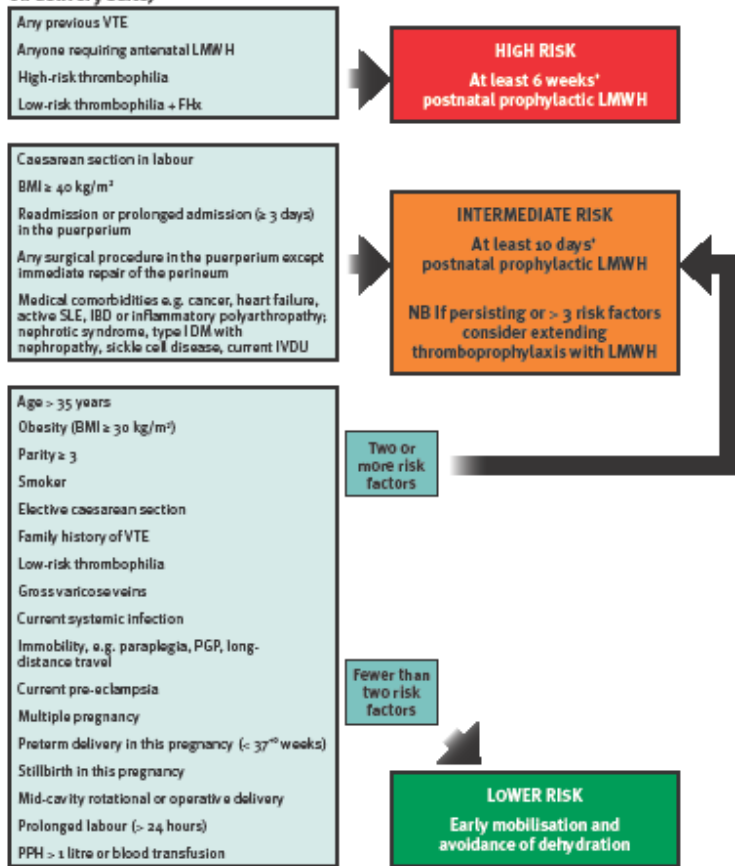 Any previous VTE
Anyone requiring antenatal LMWH
High-risk thrombophilia
Low-risk thrombophilia + FHx
HIGH RISK
At least 6 weeks'
postnatal prophylactic LMWH
Caesarean section in labour
BMI ≥ 40 kg/m²
Readmission or prolonged admission (≥ 3 days)
in the puerperium
Any surgical procedure in the puerperium except
immediate repair of the perineum
Medical comorbidities e.g. cancer, heart failure,
active SLE, IBD or inflammatory polyarthropathy;
nephrotic syndrome, type I DM with
nephropathy, sickle cell disease, current IVDU
INTERMEDIATE RISK
At least 10 days'
postnatal prophylactic LMWH
NB If persisting or > 3 risk factors
consider extending
thromboprophylaxis with LMWH
Age > 35 years
Obesity (BMI ≥ 30 kg/m²)
Parity ≥ 3
Smoker
Elective caesarean section
Family history of VTE
Low-risk thrombophilia
Gross varicose veins
Current systemic infection
Immobility, e.g. paraplegia, PGP, long-
distance travel
Current pre-eclampsia
Multiple pregnancy
Preterm delivery in this pregnancy (< 37⁺⁰ weeks)
Stillbirth in this pregnancy
Mid-cavity rotational or operative delivery
Prolonged labour (> 24 hours)
PPH > 1 litre or blood transfusion
Two or
more risk
factors
Fewer than
two risk
factors
LOWER RISK
Early mobilisation and
avoidance of dehydration